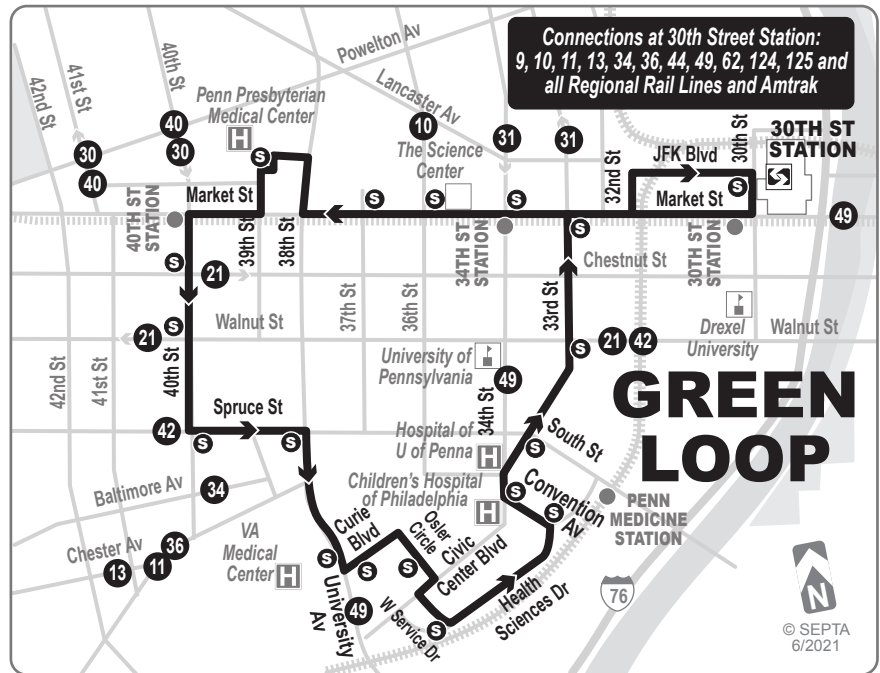 Connections at 30th Street Station:
9, 10, 11, 13, 34, 36, 44, 49, 62, 124, 125 and
all Regional Rail Lines and Amtrak
42nd St
41st St
40th St
Powelton Av
Lancaster Av
Penn Presbyterian
Medical Center
H
S
40
30
30
40
10
31
31
The Science
Center
32nd St
JFK Blvd
30th St
30TH ST
STATION
S
Market St
S
S
S
Market St
49
40TH ST
STATION
39th St
38th St
34TH ST
STATION
S
30TH ST
STATION
Chestnut St
S
21
37th St
36th St
33rd St
S
21
Walnut St
S
21
42
Drexel
University
Walnut St
42nd St
41st St
40th St
University of
Pennsylvania
49
34th St
GREEN
LOOP
Spruce St
42
S
S
Hospital of
U of Penna
H
S
South St
Children's Hospital
of Philadelphia
H
S
Convention
Av
S
PENN
MEDICINE
STATION
Baltimore Av
34
Chester Av
36
11
13
VA
Medical
Center
H
Curie
Blvd
Osler
Circle
Civic
Center Blvd
S
S
S
University
Av
49
W Service Dr
S
Health
Sciences Dr
76
N
© SEPTA
6/2021